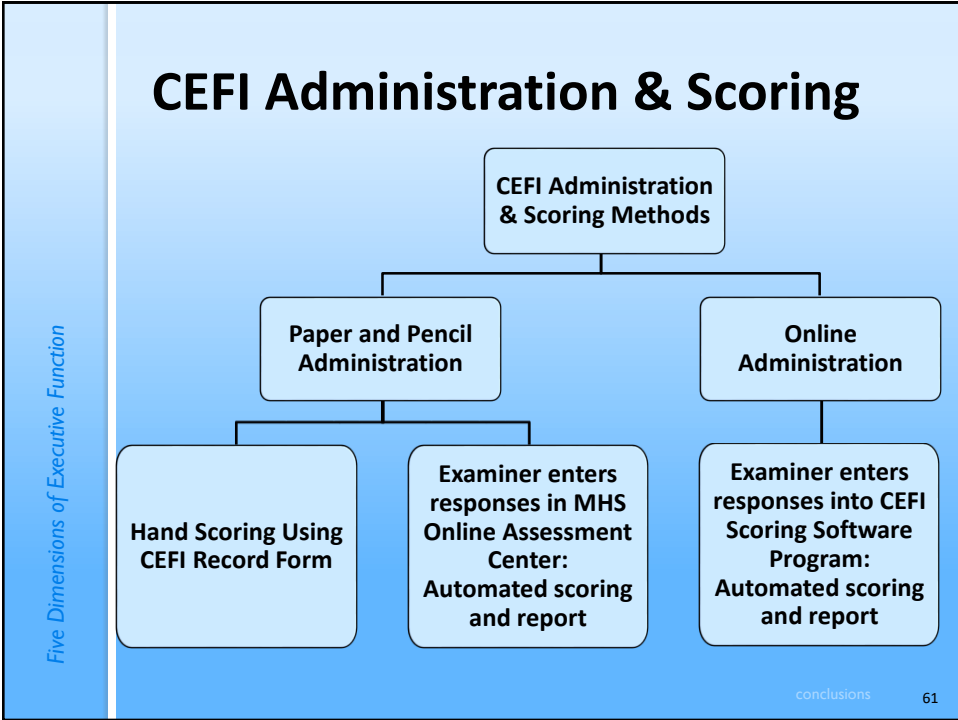 CEFI Administration & Scoring
CEFI Administration
& Scoring Methods
Paper and Pencil
Administration
Online
Administration
Hand Scoring Using
CEFI Record Form
Examiner enters
responses in MHS
Online Assessment
Center:
Automated scoring
and report
Examiner enters
responses into CEFI
Scoring Software
Program:
Automated scoring
and report
Five Dimensions of Executive Function
conclusions
61